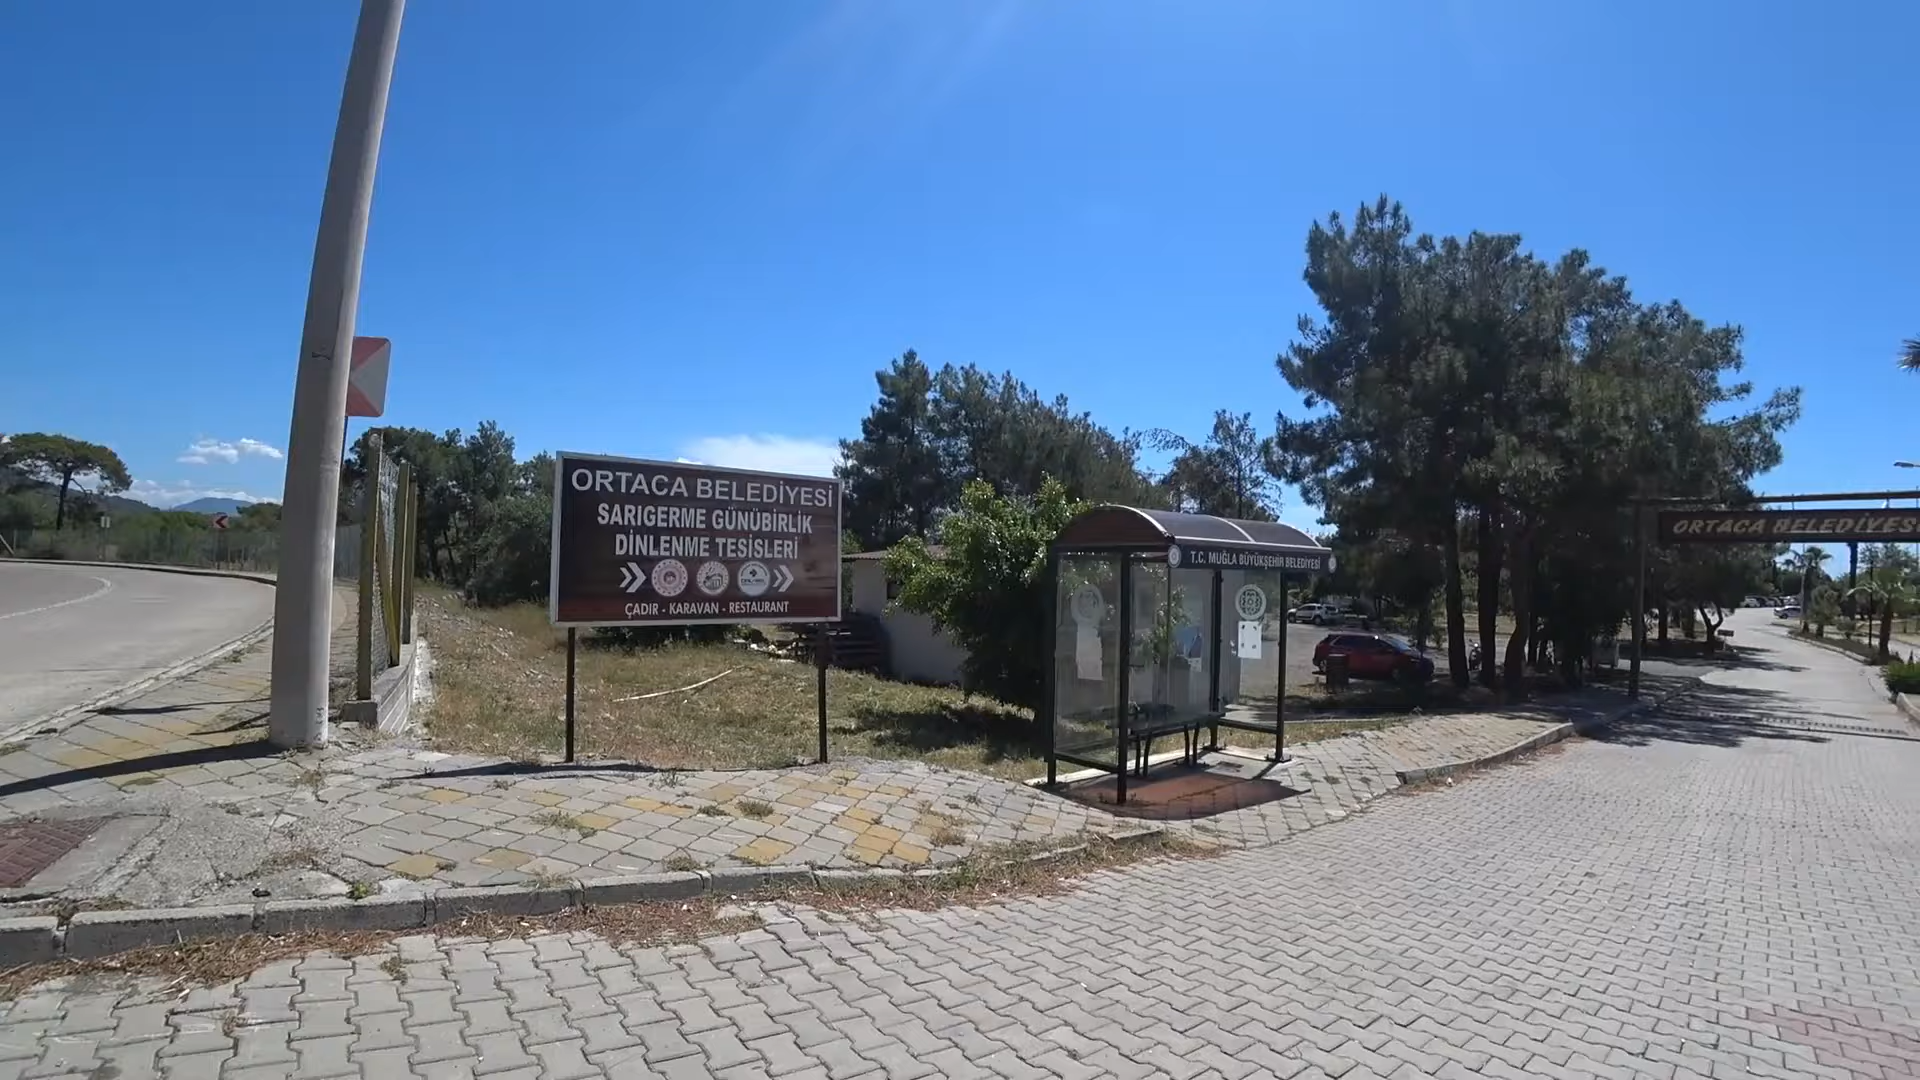 ORTACA BELEDİYESİ
SARIGERME GÜNÜBİRLİK
DİNLENME TESİSLERİ
ÇADIR - KARAVAN - RESTAURANT
T.C. MUĞLA BÜYÜKŞEHİR BELEDİYESİ
ORTACA BELEDİYES